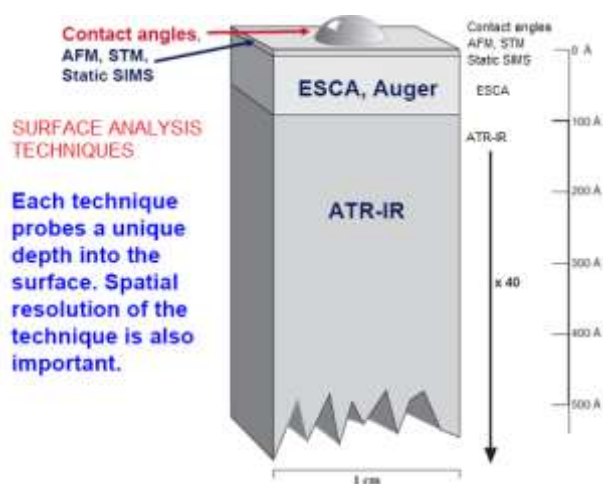 Contact angles,
AFM, STM,
Static SIMS
Contact angles
AFM, STM
Static SIMS
0 Å
ESCA, Auger
ESCA
SURFACE ANALYSIS
TECHNIQUES
100 Å
ATR-IR
Each technique
probes a unique
depth into the
surface. Spatial
resolution of the
technique is also
important.
ATR-IR
200 Å
300 Å
x 40
400 Å
500 Å
1 cm